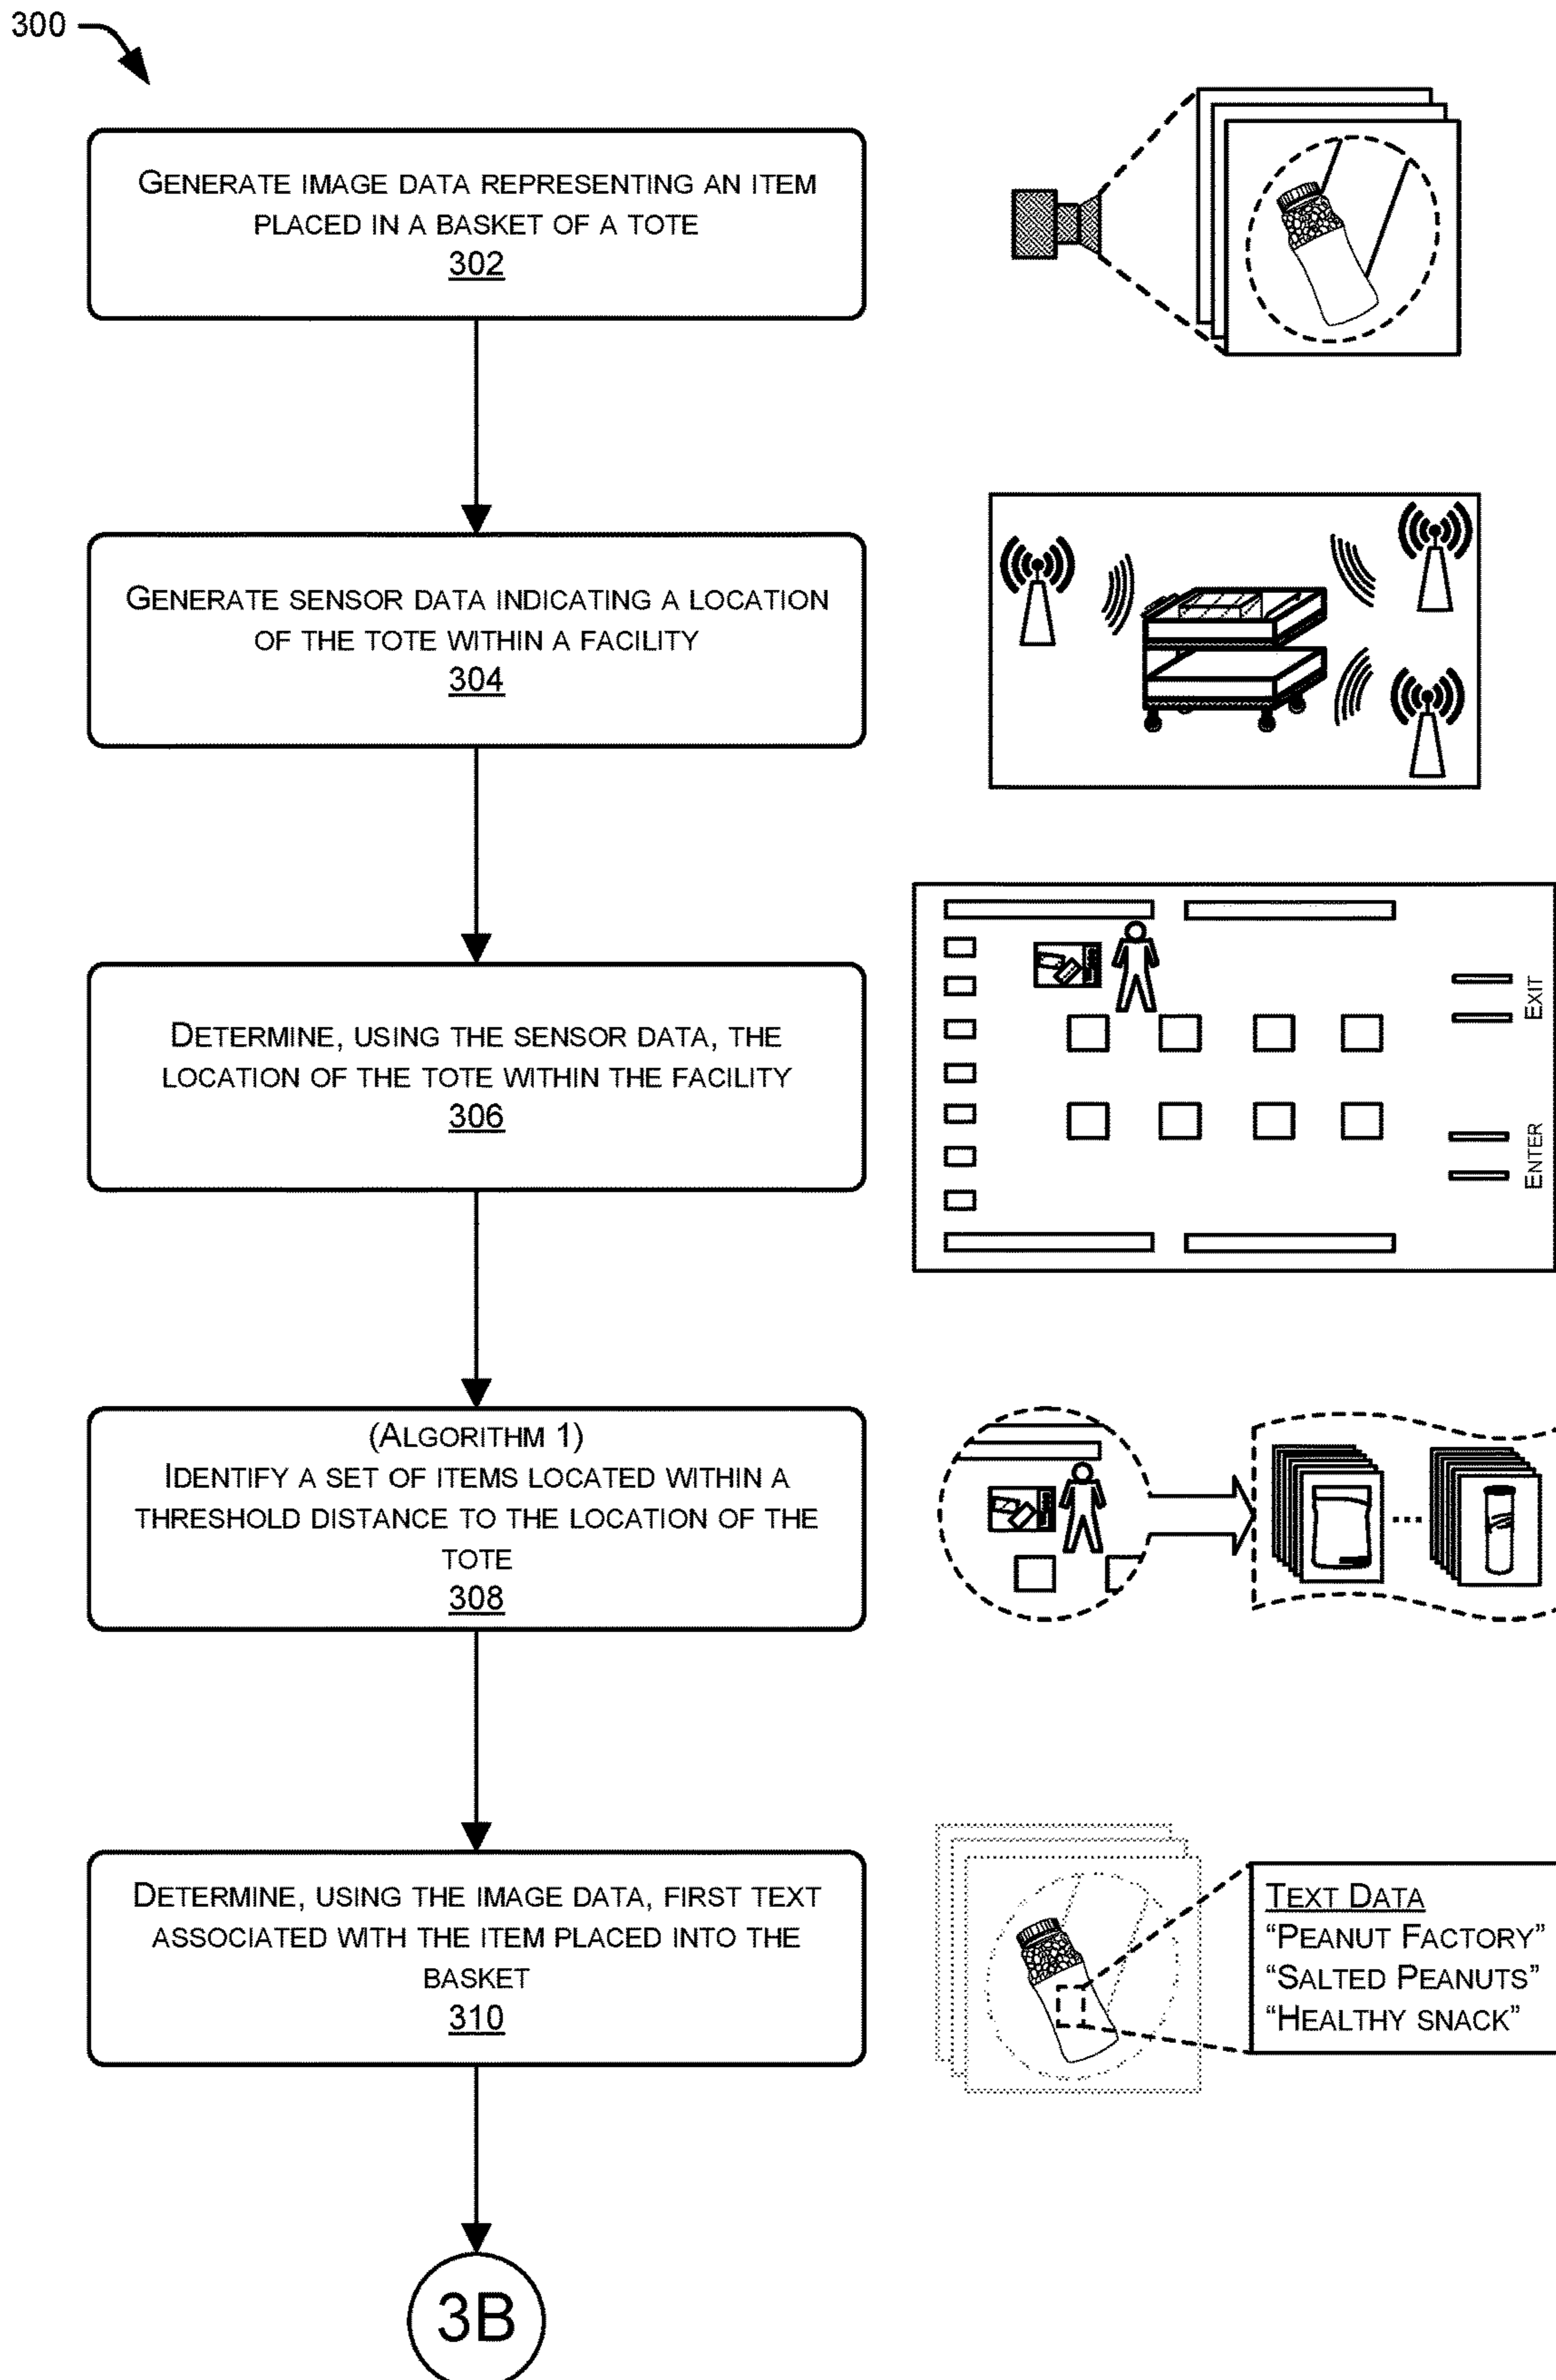 300
GENERATE IMAGE DATA REPRESENTING AN ITEM
PLACED IN A BASKET OF A TOTE
302
GENERATE SENSOR DATA INDICATING A LOCATION
OF THE TOTE WITHIN A FACILITY
304
DETERMINE, USING THE SENSOR DATA, THE
LOCATION OF THE TOTE WITHIN THE FACILITY
306
EXIT
ENTER
(ALGORITHM 1)
IDENTIFY A SET OF ITEMS LOCATED WITHIN A
THRESHOLD DISTANCE TO THE LOCATION OF THE
TOTE
308
...
DETERMINE, USING THE IMAGE DATA, FIRST TEXT
ASSOCIATED WITH THE ITEM PLACED INTO THE
BASKET
310
TEXT DATA
“PEANUT FACTORY”
“SALTED PEANUTS”
“HEALTHY SNACK”
3B